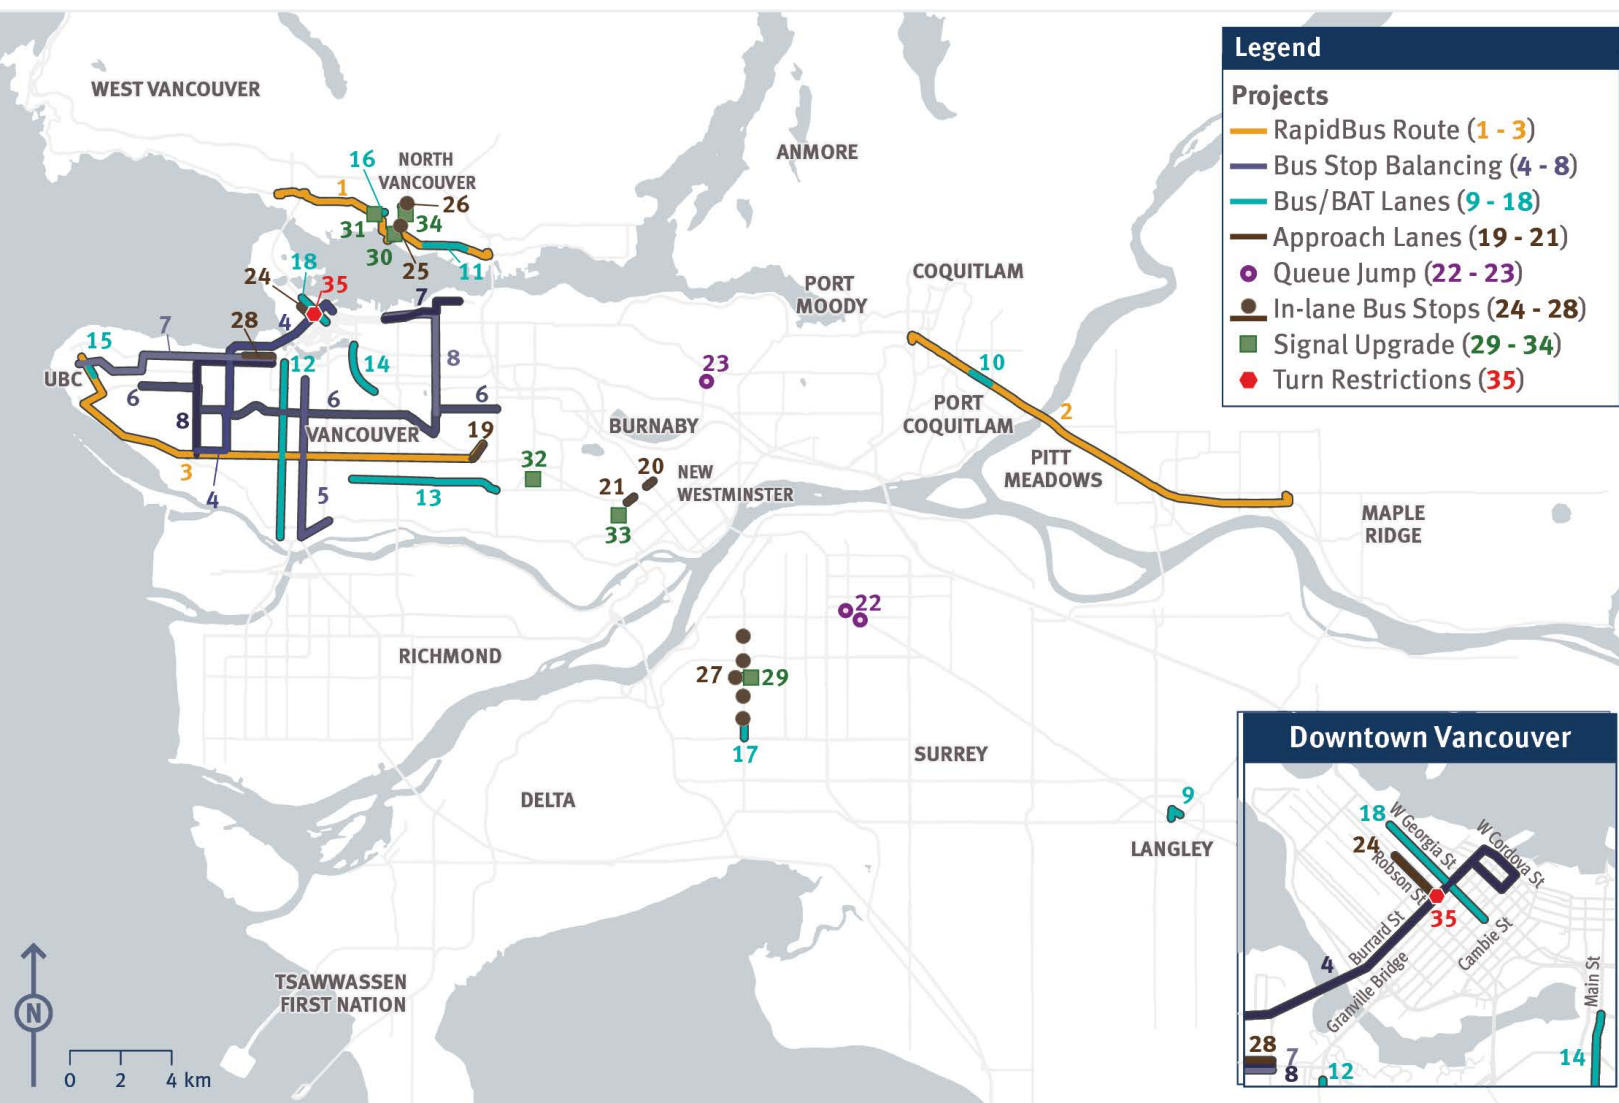 Legend
Projects
RapidBus Route (1 - 3)
Bus Stop Balancing (4 - 8)
Bus/BAT Lanes (9 - 18)
Approach Lanes (19 - 21)
Queue Jump (22 - 23)
In-lane Bus Stops (24 - 28)
Signal Upgrade (29 - 34)
Turn Restrictions (35)
WEST VANCOUVER
ANMORE
16
NORTH
VANCOUVER
1
26
31
34
30
25
11
24
18
35
7
4
28
15
7
UBC
6
12
14
8
6
6
8
VANCOUVER
19
3
4
5
13
PORT
MOODY
COQUITLAM
23
10
BURNABY
PORT
COQUITLAM
2
32
20
21
NEW
WESTMINSTER
33
PITT
MEADOWS
MAPLE
RIDGE
22
RICHMOND
27
29
17
SURREY
DELTA
9
LANGLEY
TSAWWASSEN
FIRST NATION
N
0 2 4 km
Downtown Vancouver
18
W Georgia St
W Cordova St
24
Robson St
35
Burrard St
Cambie St
4
Granville Bridge
Main St
28
7
8
12
14